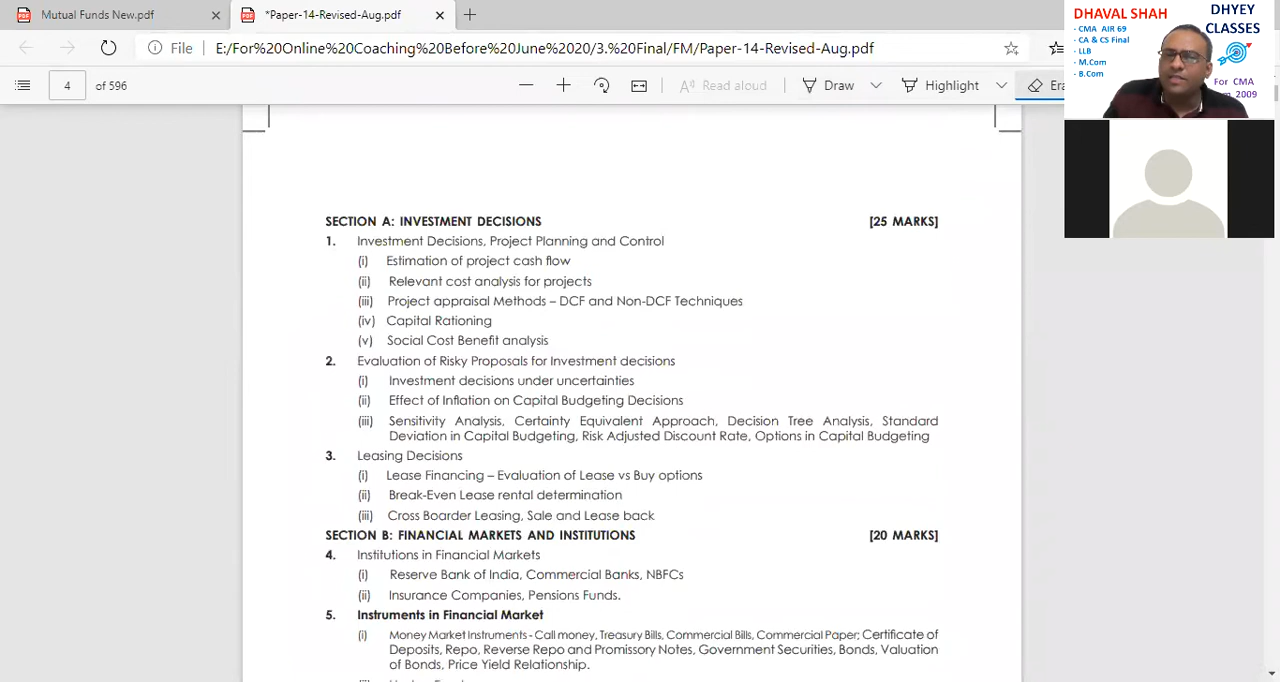 Mutual Funds New.pdf
*Paper-14-Revised-Aug.pdf
File E:/For%20Online%20Coaching%20Before%20June%202020/3.%20Final/FM/Paper-14-Revised-Aug.pdf
4 of 596 Read aloud Draw Highlight
DHAVAL SHAH
- CMA AIR 69
- CA & CS Final
- LLB
- M.Com
- B.Com
DHYEY
CLASSES
For CMA
2009
SECTION A: INVESTMENT DECISIONS [25 MARKS]
1. Investment Decisions, Project Planning and Control
(i) Estimation of project cash flow
(ii) Relevant cost analysis for projects
(iii) Project appraisal Methods – DCF and Non-DCF Techniques
(iv) Capital Rationing
(v) Social Cost Benefit analysis
2. Evaluation of Risky Proposals for Investment decisions
(i) Investment decisions under uncertainties
(ii) Effect of Inflation on Capital Budgeting Decisions
(iii) Sensitivity Analysis, Certainty Equivalent Approach, Decision Tree Analysis, Standard
Deviation in Capital Budgeting, Risk Adjusted Discount Rate, Options in Capital Budgeting
3. Leasing Decisions
(i) Lease Financing – Evaluation of Lease vs Buy options
(ii) Break-Even Lease rental determination
(iii) Cross Boarder Leasing, Sale and Lease back
SECTION B: FINANCIAL MARKETS AND INSTITUTIONS [20 MARKS]
4. Institutions in Financial Markets
(i) Reserve Bank of India, Commercial Banks, NBFCs
(ii) Insurance Companies, Pensions Funds.
5. Instruments in Financial Market
(i) Money Market Instruments - Call money, Treasury Bills, Commercial Bills, Commercial Paper; Certificate of
Deposits, Repo, Reverse Repo and Promissory Notes, Government Securities, Bonds, Valuation
of Bonds, Price Yield Relationship.